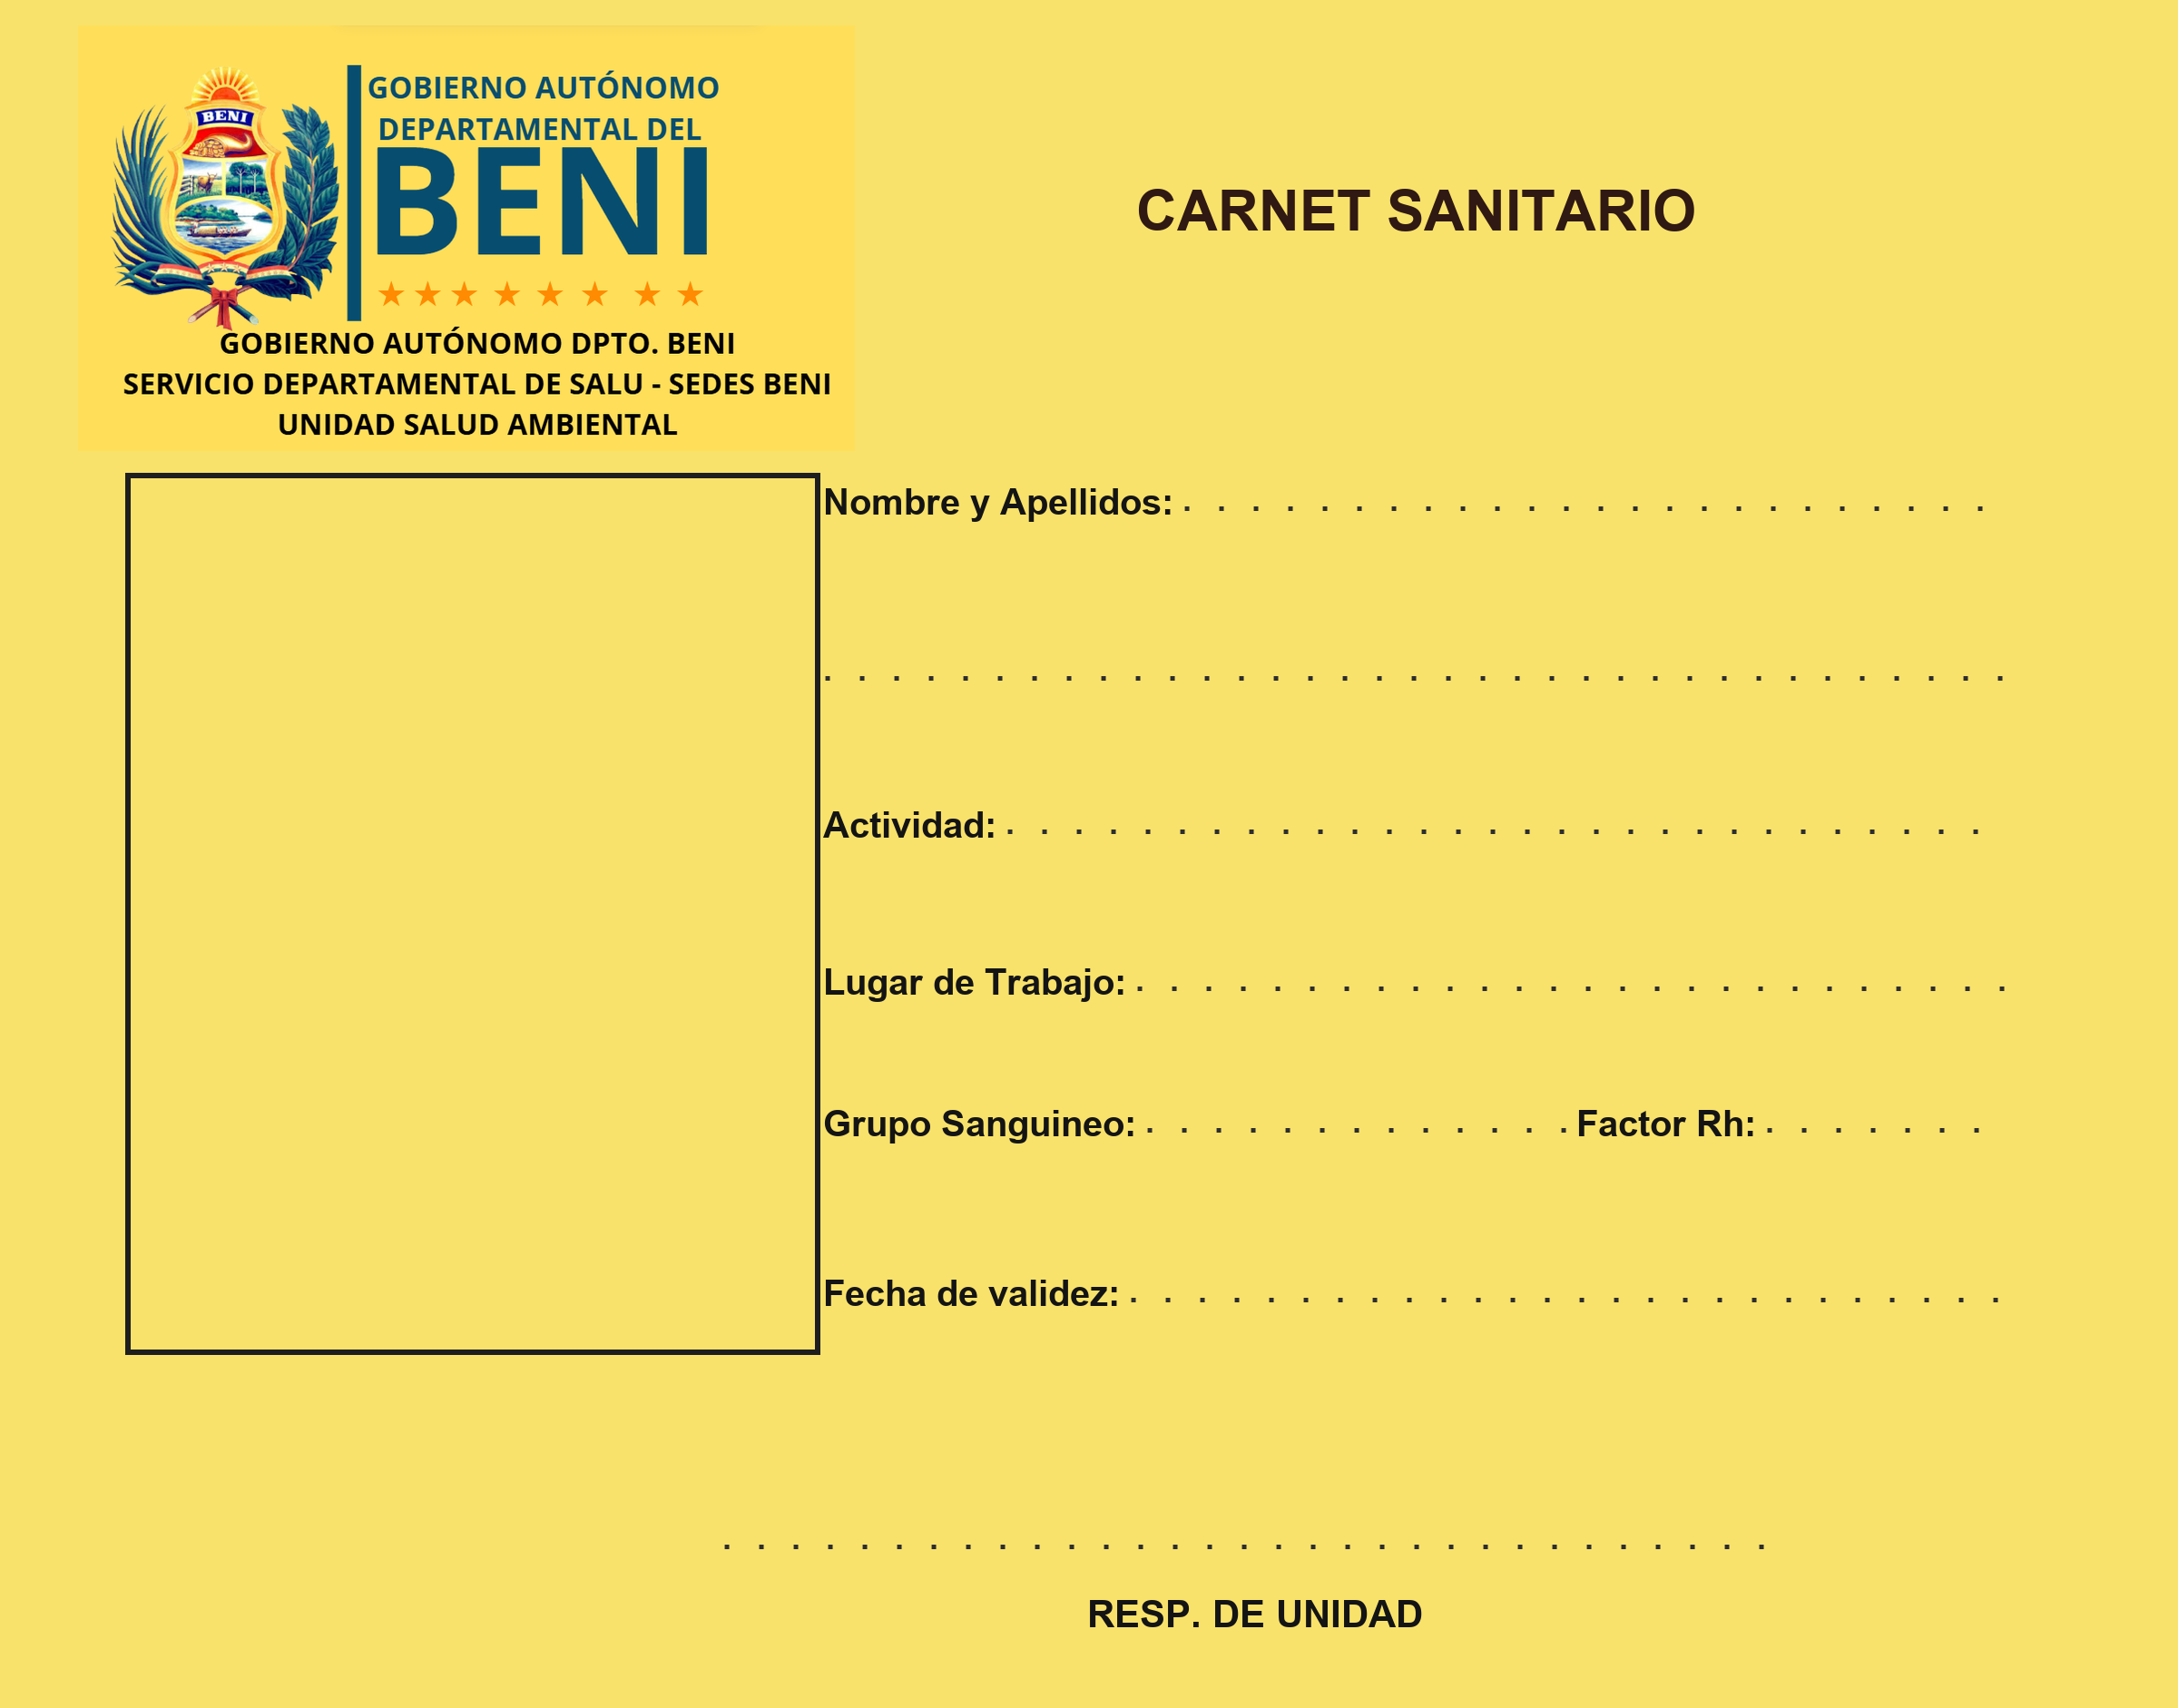 BENI
GOBIERNO AUTÓNOMO
DEPARTAMENTAL DEL
BENI
GOBIERNO AUTÓNOMO DPTO. BENI
SERVICIO DEPARTAMENTAL DE SALU - SEDES BENI
UNIDAD SALUD AMBIENTAL
CARNET SANITARIO
Nombre y Apellidos: . . . . . . . . . . . . . . . . . . . . . . . .
. . . . . . . . . . . . . . . . . . . . . . . . . . . . . . . . . . .
Actividad: . . . . . . . . . . . . . . . . . . . . . . . . . . . . .
Lugar de Trabajo: . . . . . . . . . . . . . . . . . . . . . . . . . .
Grupo Sanguineo: . . . . . . . . . . . . . Factor Rh: . . . . . . .
Fecha de validez: . . . . . . . . . . . . . . . . . . . . . . . . . .
. . . . . . . . . . . . . . . . . . . . . . . . . . . . . . .
RESP. DE UNIDAD